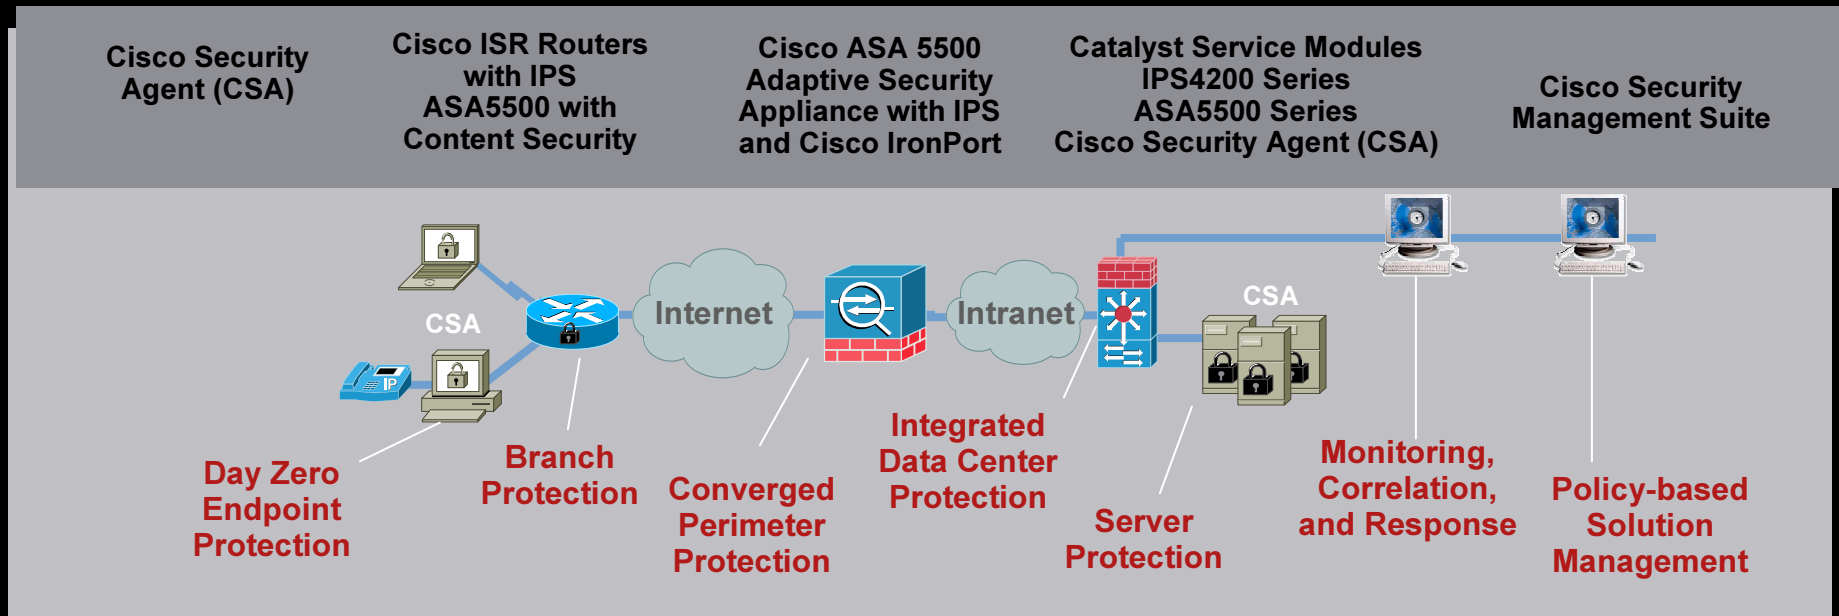 Cisco Security
Agent (CSA)
Cisco ISR Routers
with IPS
ASA5500 with
Content Security
Cisco ASA 5500
Adaptive Security
Appliance with IPS
and Cisco IronPort
Catalyst Service Modules
IPS4200 Series
ASA5500 Series
Cisco Security Agent (CSA)
Cisco Security
Management Suite
CSA
IP
Internet
Intranet
CSA
Day Zero
Endpoint
Protection
Branch
Protection
Converged
Perimeter
Protection
Integrated
Data Center
Protection
Server
Protection
Monitoring,
Correlation,
and Response
Policy-based
Solution
Management